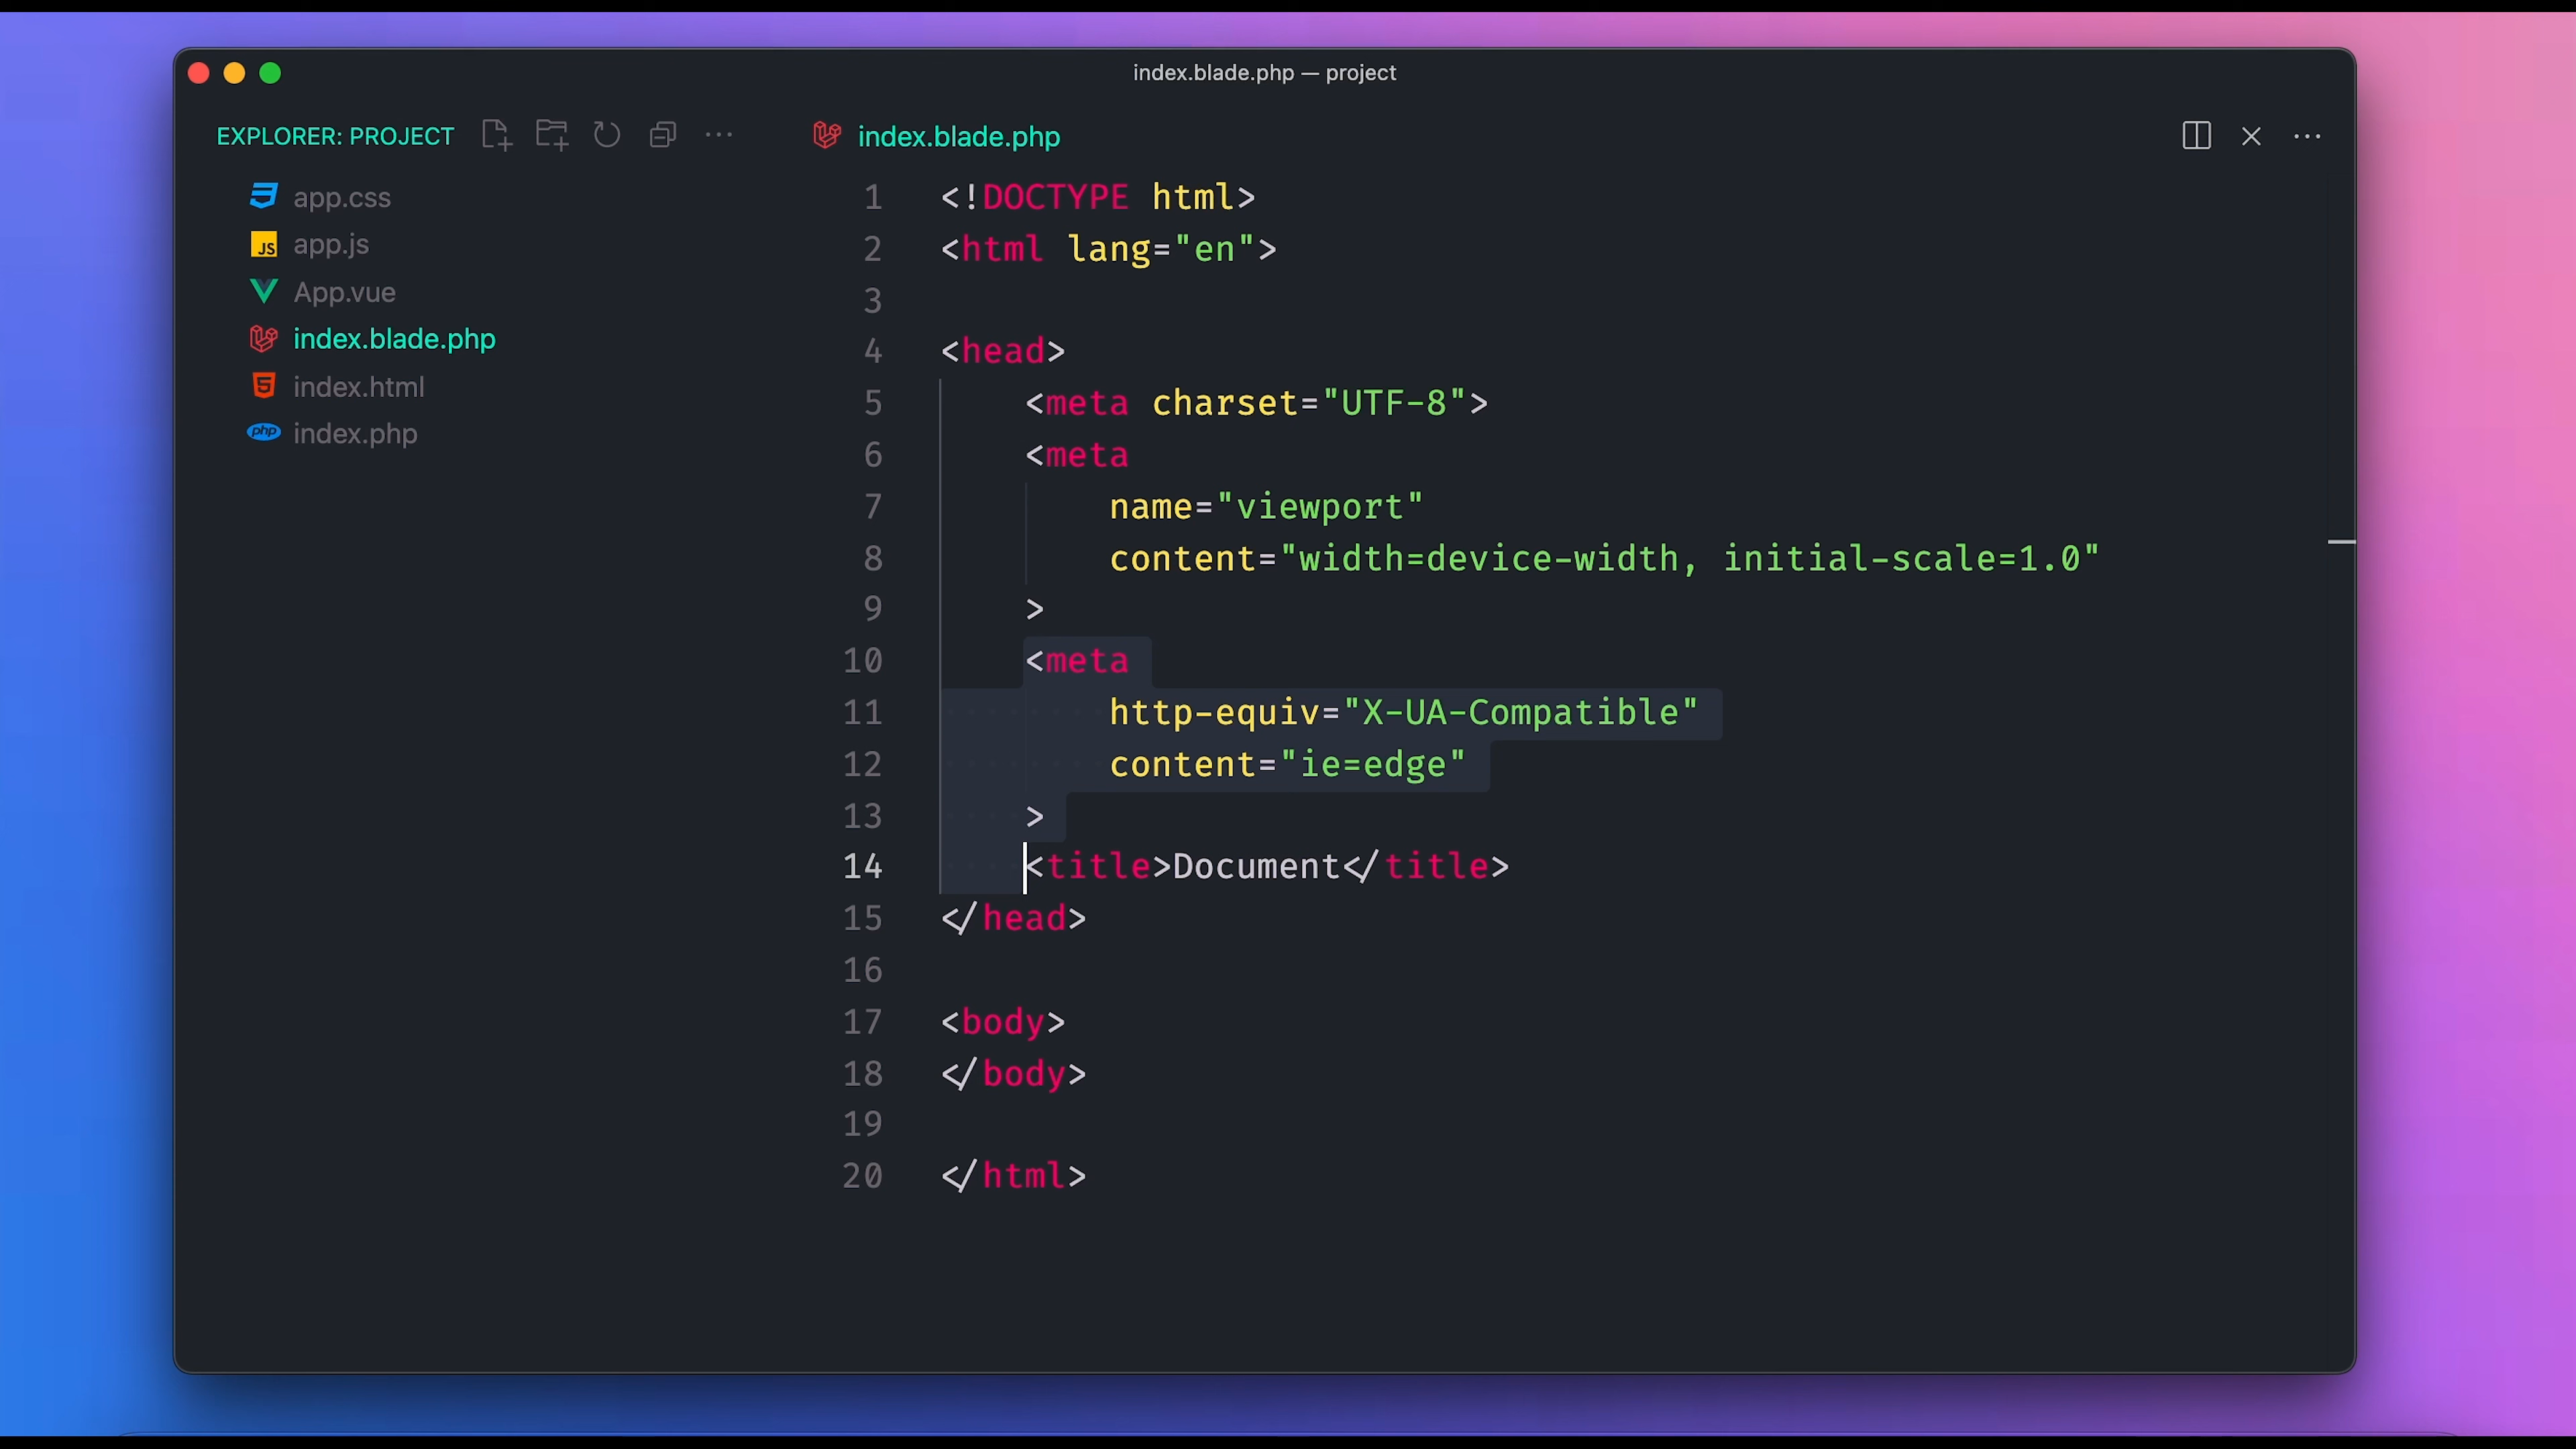 index.blade.php — project
EXPLORER: PROJECT
app.css
JS app.js
App.vue
index.blade.php
5 index.html
php index.php
index.blade.php
1 <!DOCTYPE html>
2 <html lang="en">
3
4 <head>
5 <meta charset="UTF-8">
6 <meta
7 name="viewport"
8 content="width=device-width, initial-scale=1.0"
9 >
10 <meta
11 http-equiv="X-UA-Compatible"
12 content="ie=edge"
13 >
14 <title>Document</title>
15 </head>
16
17 <body>
18 </body>
19
20 </html>